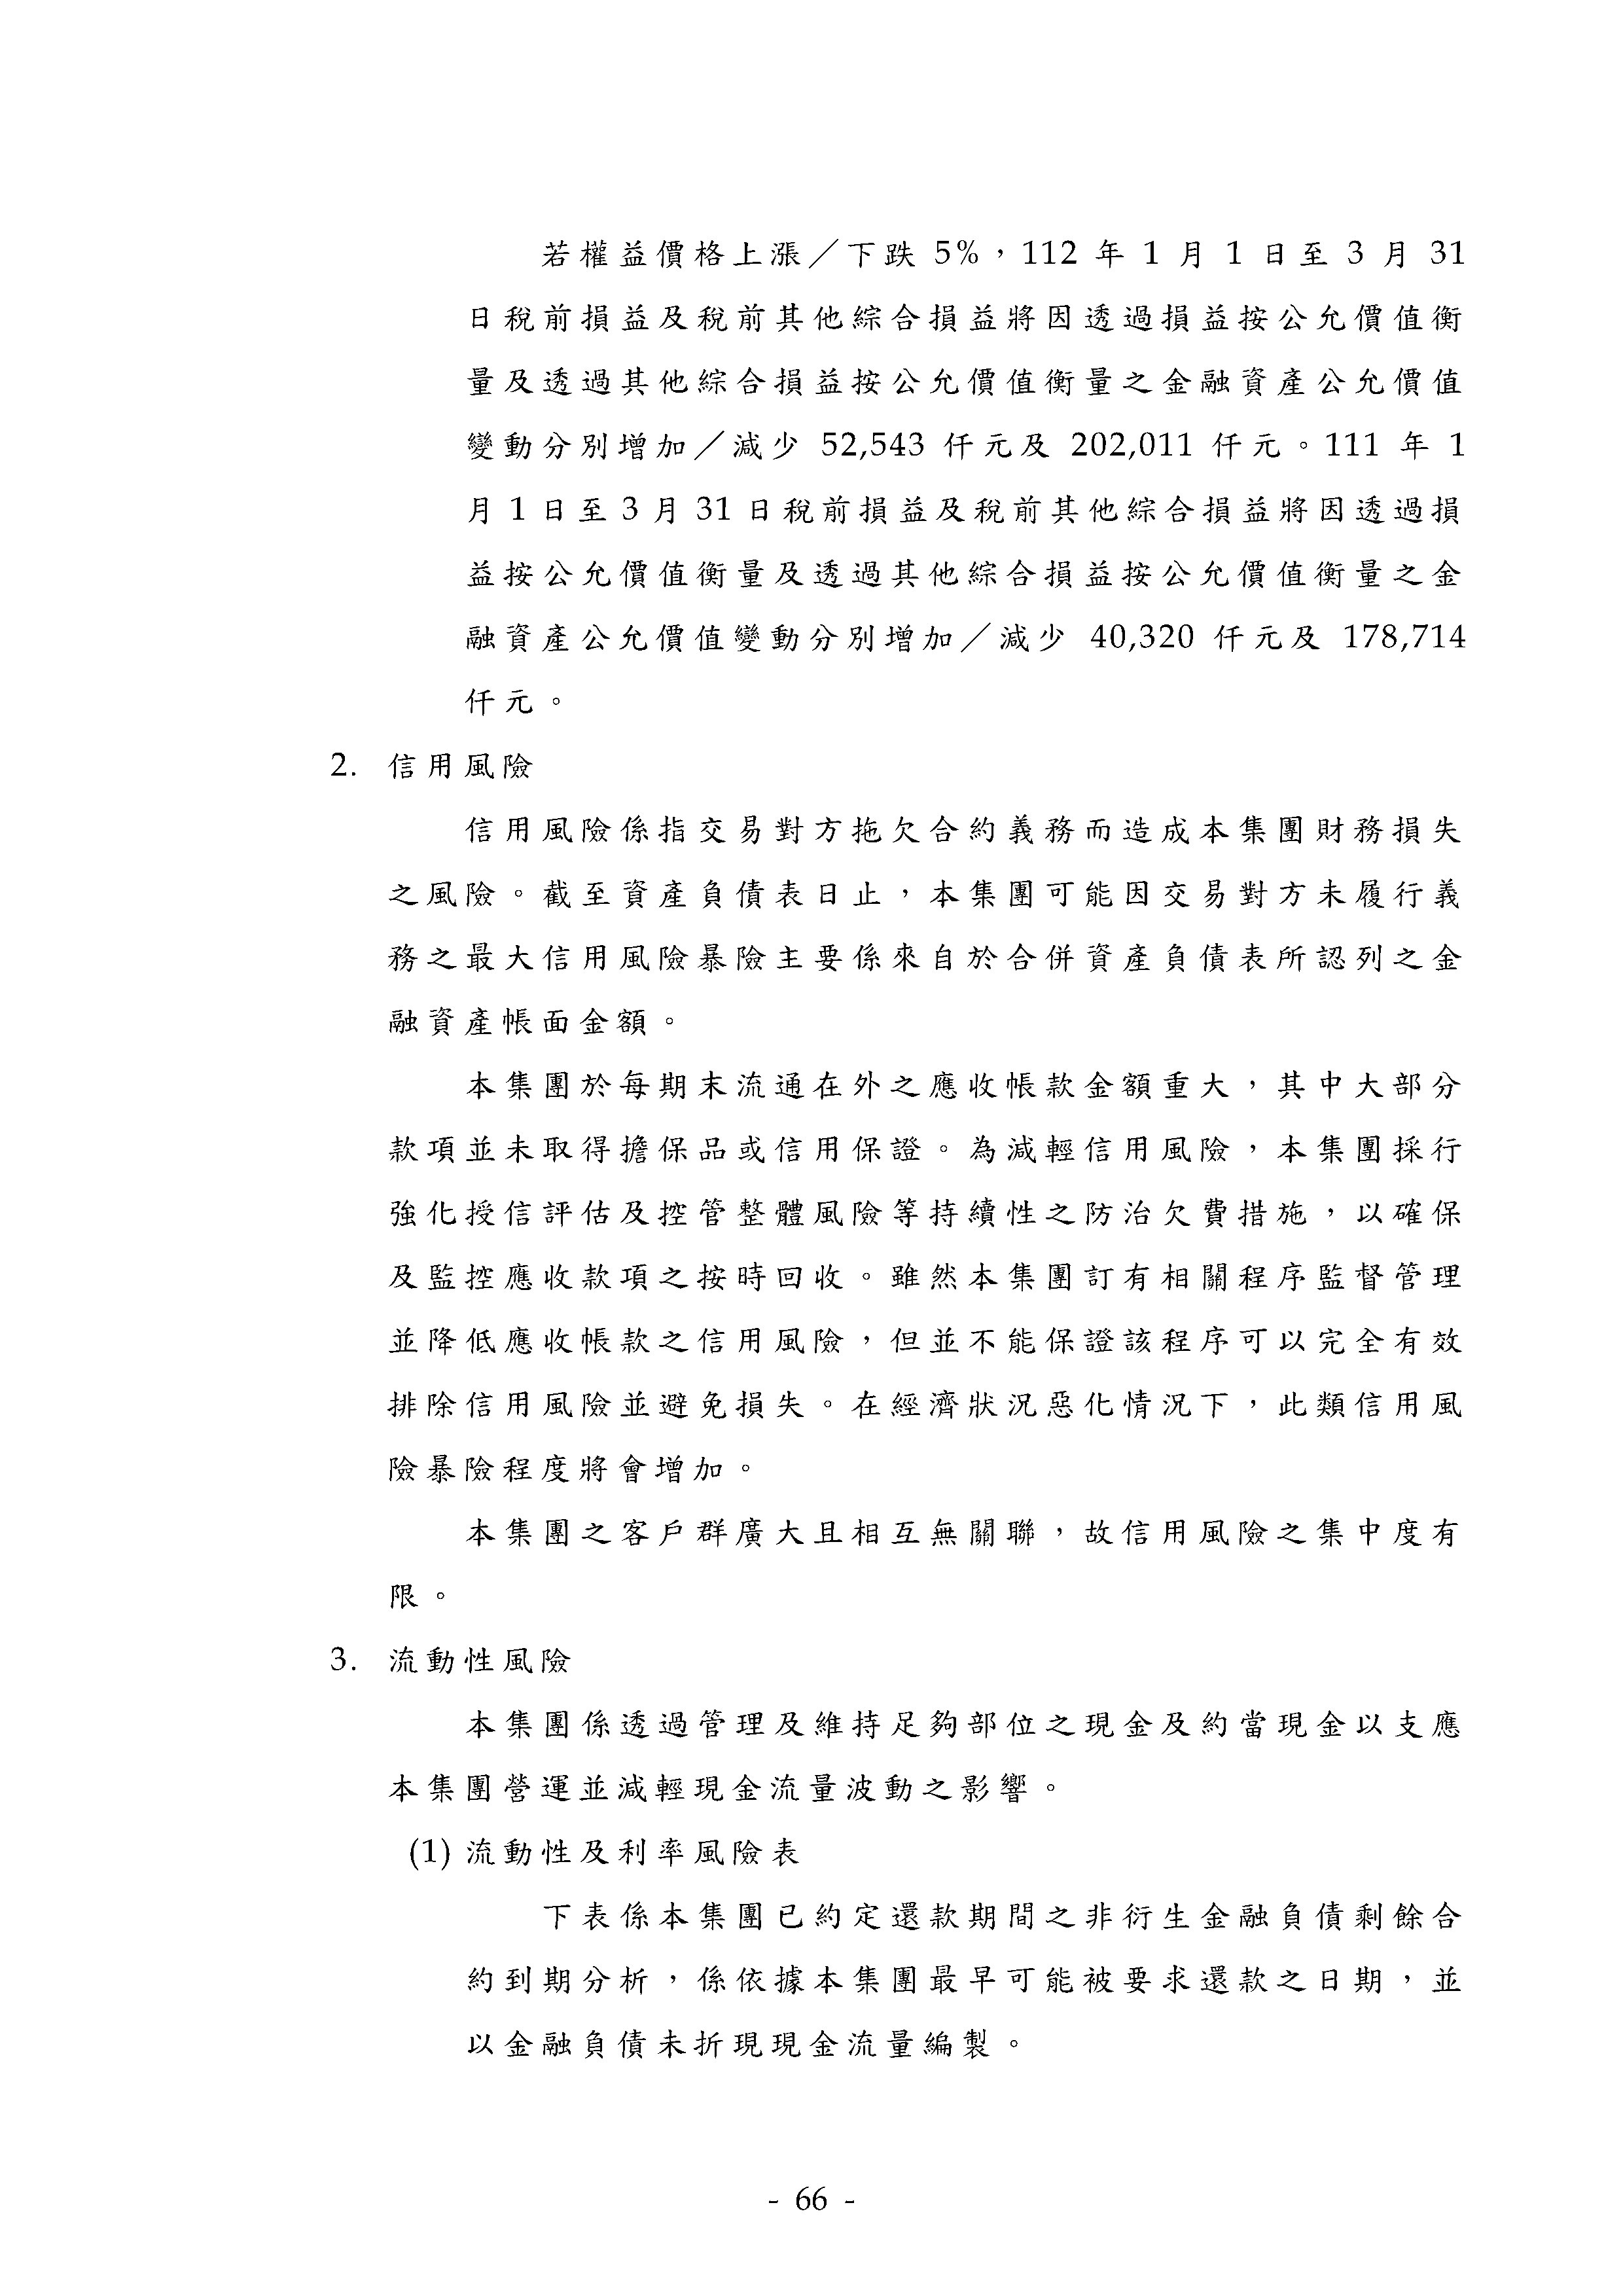 若權益價格上漲／下跌 5%，112 年 1 月 1 日至 3 月 31
日稅前損益及稅前其他綜合損益將因透過損益按公允價值衡
量及透過其他綜合損益按公允價值衡量之金融資產公允價值
變動分別增加／減少 52,543 仟元及 202,011 仟元。111 年 1
月 1 日至 3 月 31 日稅前損益及稅前其他綜合損益將因透過損
益按公允價值衡量及透過其他綜合損益按公允價值衡量之金
融資產公允價值變動分別增加／減少 40,320 仟元及 178,714
仟元。
2. 信用風險
信用風險係指交易對方拖欠合約義務而造成本集團財務損失
之風險。截至資產負債表日止，本集團可能因交易對方未履行義
務之最大信用風險暴險主要係來自於合併資產負債表所認列之金
融資產帳面金額。
本集團於每期末流通在外之應收帳款金額重大，其中大部分
款項並未取得擔保品或信用保證。為減輕信用風險，本集團採行
強化授信評估及控管整體風險等持續性之防治欠費措施，以確保
及監控應收款項之按時回收。雖然本集團訂有相關程序監督管理
並降低應收帳款之信用風險，但並不能保證該程序可以完全有效
排除信用風險並避免損失。在經濟狀況惡化情況下，此類信用風
險暴險程度將會增加。
本集團之客戶群廣大且相互無關聯，故信用風險之集中度有
限。
3. 流動性風險
本集團係透過管理及維持足夠部位之現金及約當現金以支應
本集團營運並減輕現金流量波動之影響。
(1) 流動性及利率風險表
下表係本集團已約定還款期間之非衍生金融負債剩餘合
約到期分析，係依據本集團最早可能被要求還款之日期，並
以金融負債未折現現金流量編製。
- 66 -